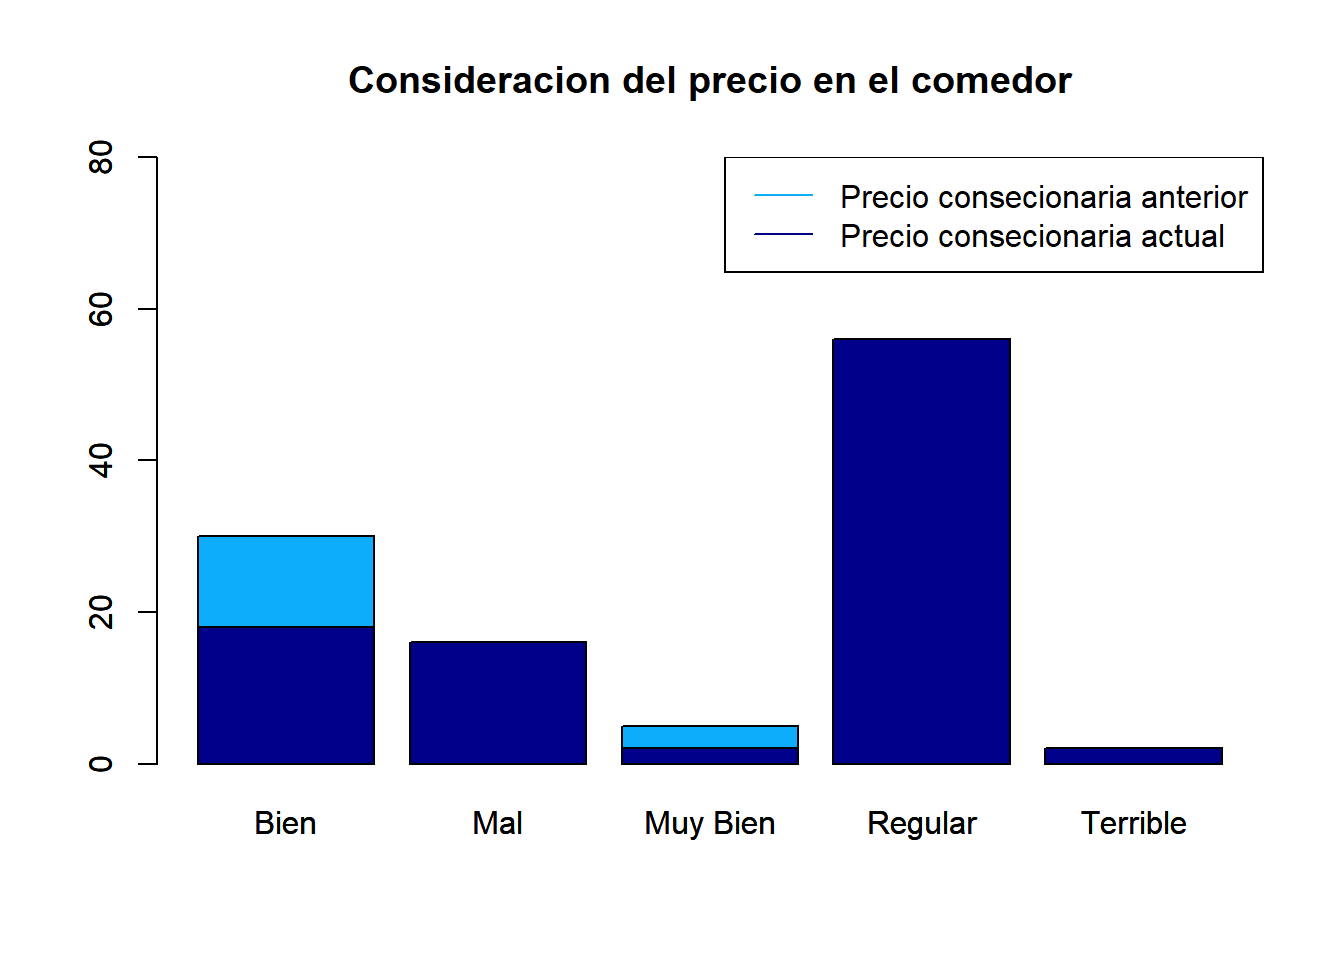 Consideracion del precio en el comedor
80
60
40
20
0
Precio consecionaria anterior
Precio consecionaria actual
Bien
Mal
Muy Bien
Regular
Terrible